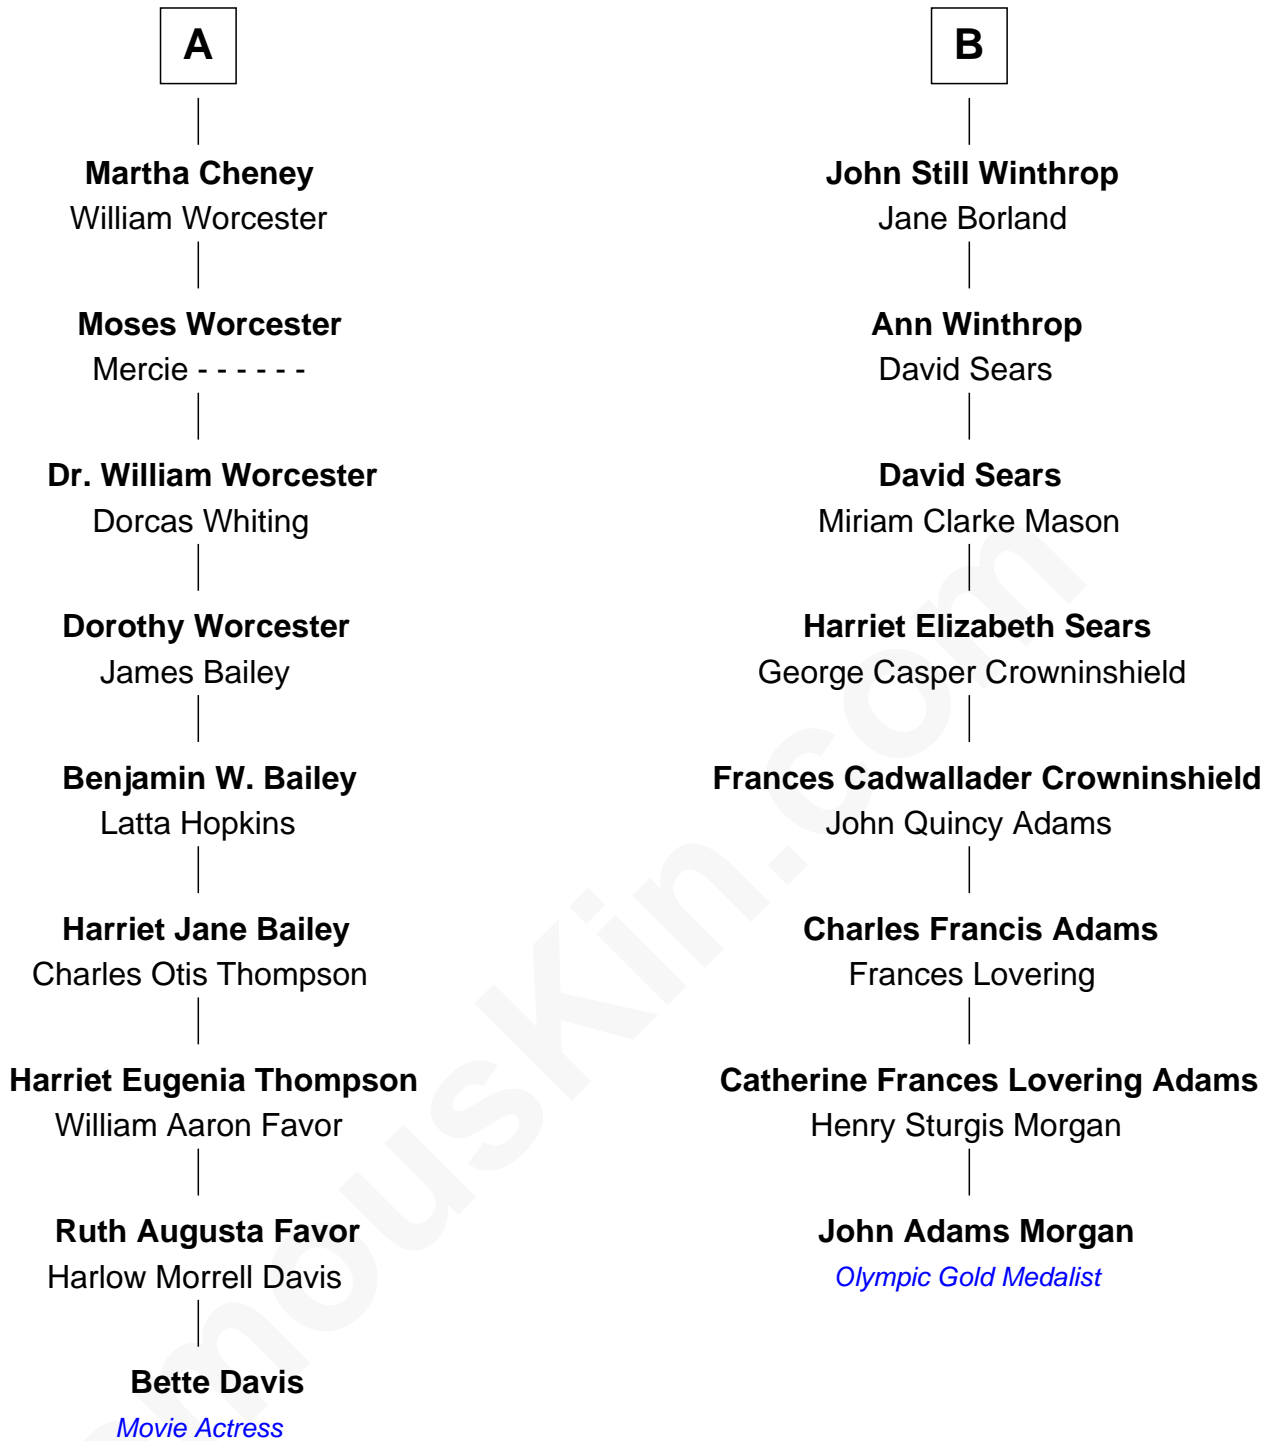 A
Martha Cheney
William Worcester
Moses Worcester
Mercie - - - - - -
Dr. William Worcester
Dorcas Whiting
Dorothy Worcester
James Bailey
Benjamin W. Bailey
Latta Hopkins
Harriet Jane Bailey
Charles Otis Thompson
Harriet Eugenia Thompson
William Aaron Favor
Ruth Augusta Favor
Harlow Morrell Davis
Bette Davis
Movie Actress
B
John Still Winthrop
Jane Borland
Ann Winthrop
David Sears
David Sears
Miriam Clarke Mason
Harriet Elizabeth Sears
George Casper Crowninshield
Frances Cadwallader Crowninshield
John Quincy Adams
Charles Francis Adams
Frances Lovering
Catherine Frances Lovering Adams
Henry Sturgis Morgan
John Adams Morgan
Olympic Gold Medalist
mousKin.com